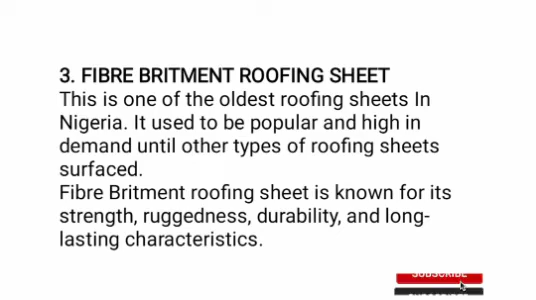 3. FIBRE BRITMENT ROOFING SHEET
This is one of the oldest roofing sheets In
Nigeria. It used to be popular and high in
demand until other types of roofing sheets
surfaced.
Fibre Britment roofing sheet is known for its
strength, ruggedness, durability, and long-
lasting characteristics.
SUBSCRIBE